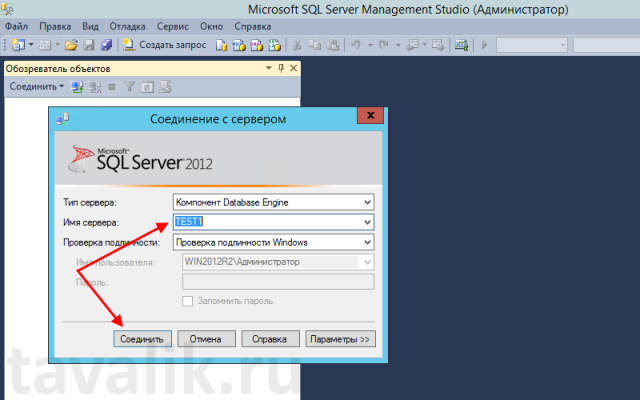 Microsoft SQL Server Management Studio (Администратор)
Файл Правка Вид Отладка Сервис Окно Справка
Создать запрос
Обозреватель объектов
Соединить
Соединение с сервером
Microsoft
SQL Server 2012
Тип сервера: Компонент Database Engine
Имя сервера: TEST1
Проверка подлинности: Проверка подлинности Windows
Имя пользователя: WIN2012R2\Администратор
Пароль:
Запомнить пароль
Соединить Отмена Справка Параметры >>
tavalik.ru